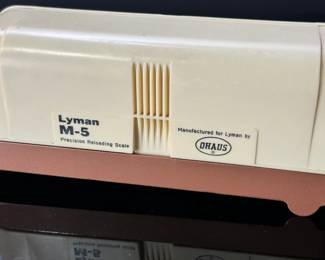 Lyman
M-5
Precision Reloading Scale
Manufactured for Lyman by
OHAUS